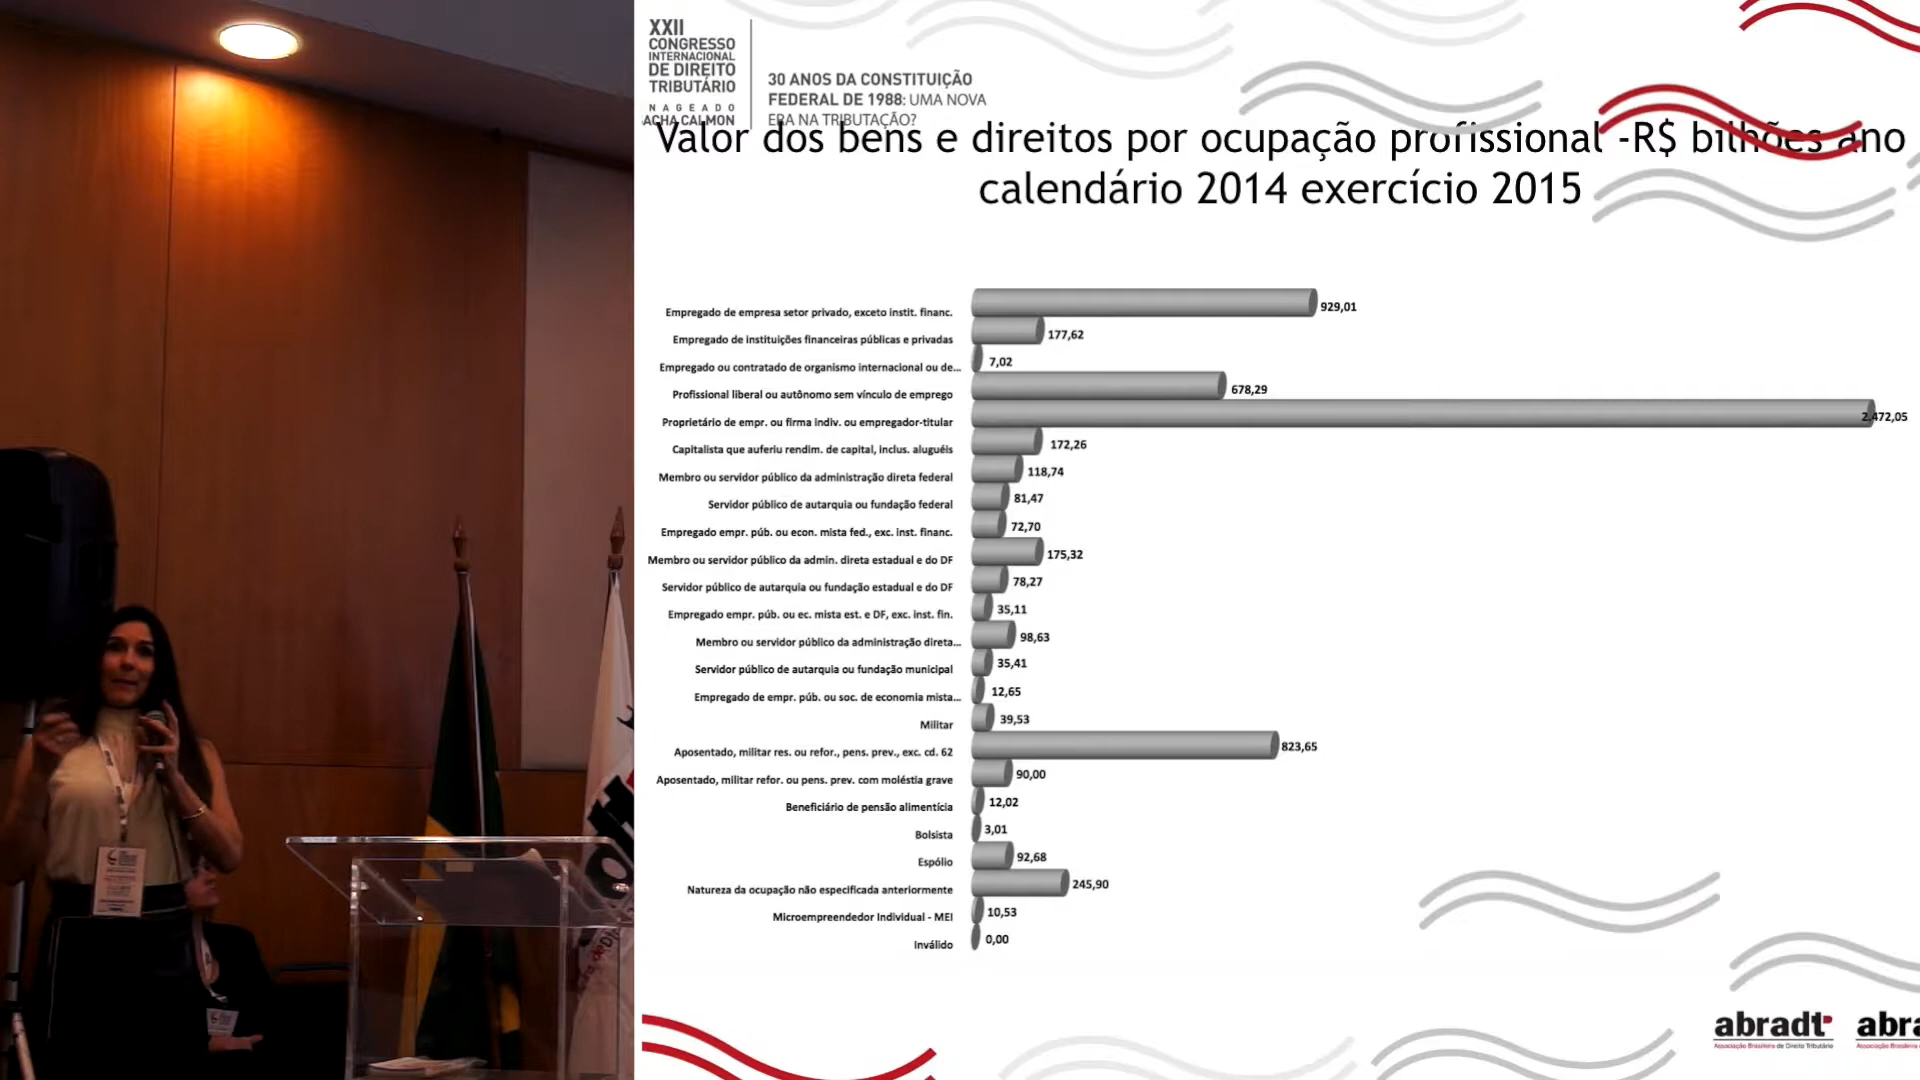 XXII
CONGRESSO
INTERNACIONAL
DE DIREITO
TRIBUTÁRIO
NAGEADO
ACHA CALMON
30 ANOS DA CONSTITUIÇÃO
FEDERAL DE 1988: UMA NOVA
ERA NA TRIBUTAÇÃO?
Valor dos bens e direitos por ocupação profissional -R$ bilhões ano
calendário 2014 exercício 2015
Empregado de empresa setor privado, exceto instit. financ. 929,01
Empregado de instituições financeiras públicas e privadas 177,62
Empregado ou contratado de organismo internacional ou de... 7,02
Profissional liberal ou autônomo sem vínculo de emprego 678,29
Proprietário de empr. ou firma indiv. ou empregador-titular 2.472,05
Capitalista que auferiu rendim. de capital, inclus. aluguéis 172,26
Membro ou servidor público da administração direta federal 118,74
Servidor público de autarquia ou fundação federal 81,47
Empregado empr. púb. ou econ. mista fed., exc. inst. financ. 72,70
Membro ou servidor público da admin. direta estadual e do DF 175,32
Servidor público de autarquia ou fundação estadual e do DF 78,27
Empregado empr. púb. ou ec. mista est. e DF, exc. inst. fin. 35,11
Membro ou servidor público da administração direta... 98,63
Servidor público de autarquia ou fundação municipal 35,41
Empregado de empr. púb. ou soc. de economia mista... 12,65
Militar 39,53
Aposentado, militar res. ou refor., pens. prev., exc. cd. 62 823,65
Aposentado, militar refor. ou pens. prev. com moléstia grave 90,00
Beneficiário de pensão alimentícia 12,02
Bolsista 3,01
Espólio 92,68
Natureza da ocupação não especificada anteriormente 245,90
Microempreendedor Individual - MEI 10,53
Inválido 0,00
abradt abra
Associação Brasileira de Direito Tributário Associação Brasileira